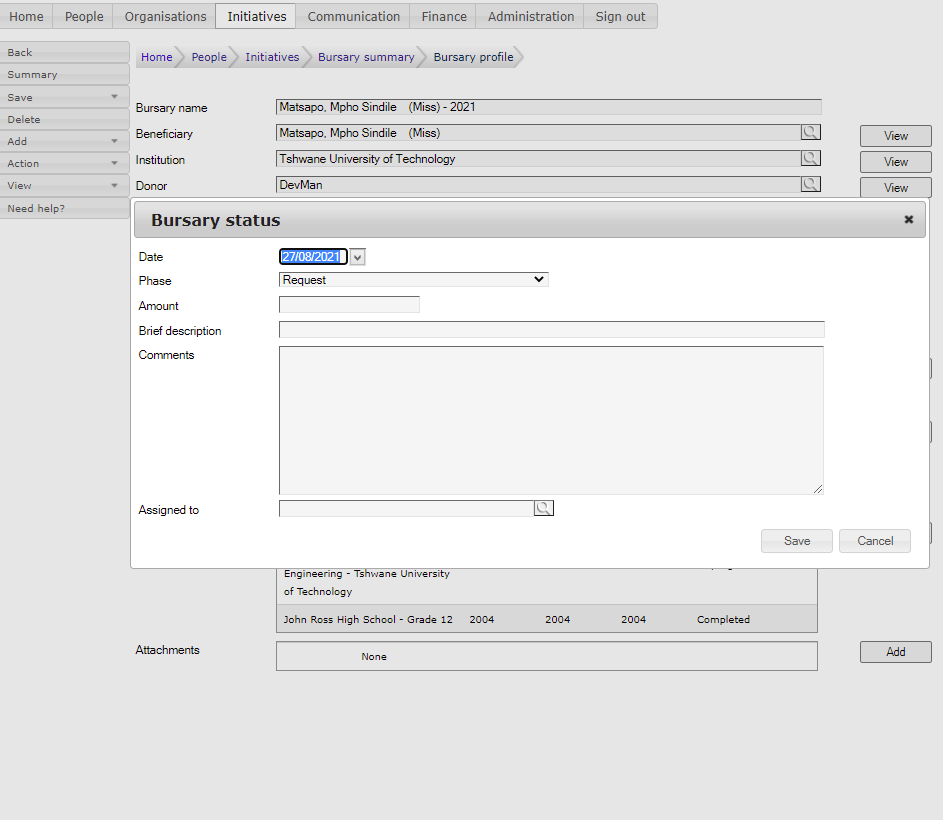 Home People Organisations Initiatives Communication Finance Administration Sign out
Back
Summary
Save
Delete
Add
Action
View
Need help?
Home People Initiatives Bursary summary Bursary profile
Bursary name Matsapo, Mpho Sindile (Miss) - 2021
Beneficiary Matsapo, Mpho Sindile (Miss) View
Institution Tshwane University of Technology View
Donor DevMan View
Bursary status
Date 27/08/2021
Phase Request
Amount
Brief description
Comments
Assigned to
Save Cancel
Engineering - Tshwane University
of Technology
John Ross High School - Grade 12 2004 2004 2004 Completed
Attachments None Add